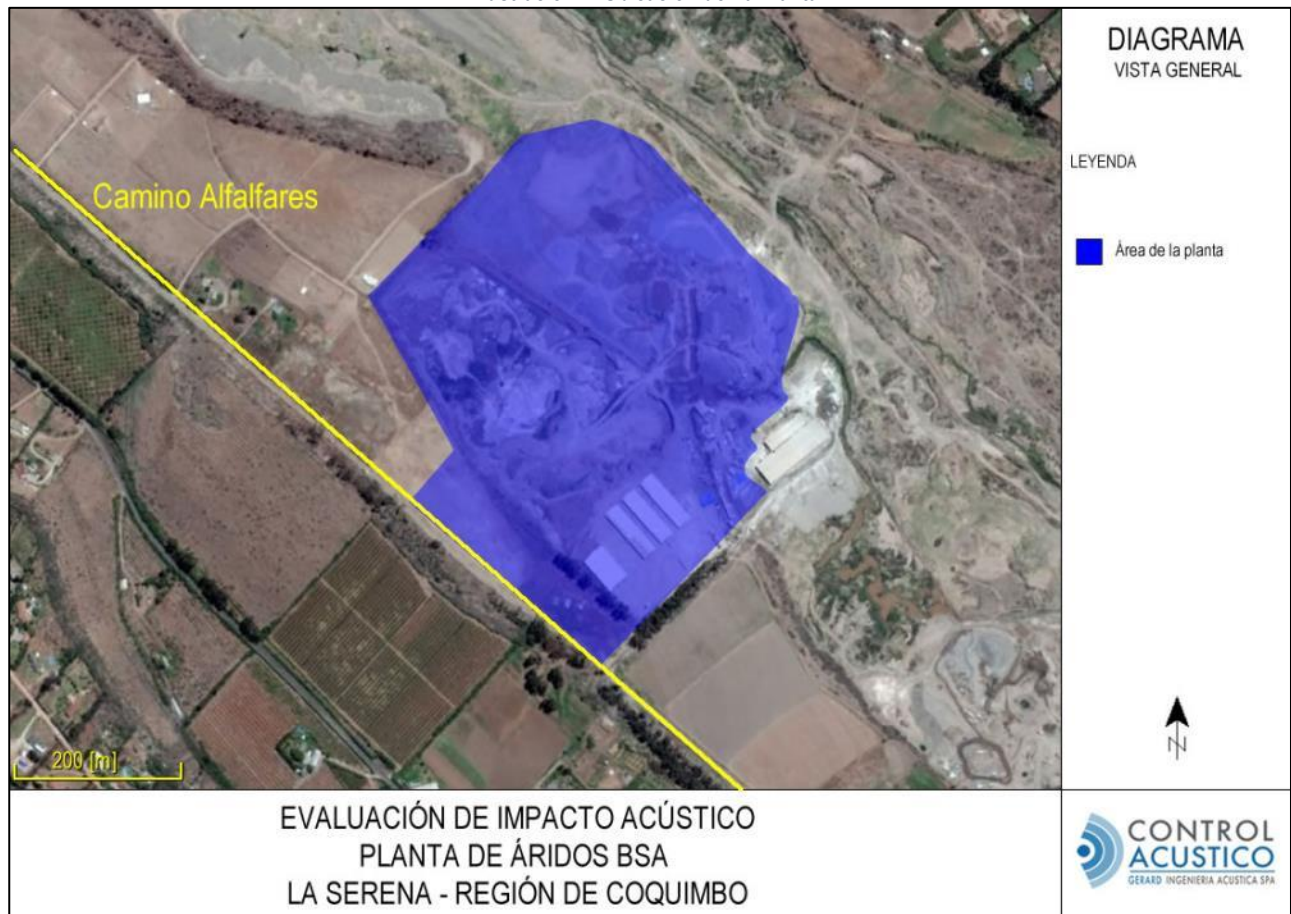 DIAGRAMA
VISTA GENERAL
LEYENDA
Área de la planta
Camino Alfalfares
200 [m]
N
EVALUACIÓN DE IMPACTO ACÚSTICO
PLANTA DE ÁRIDOS BSA
LA SERENA - REGIÓN DE COQUIMBO
CONTROL
ACUSTICO
GERARD INGENIERIA ACUSTICA SPA